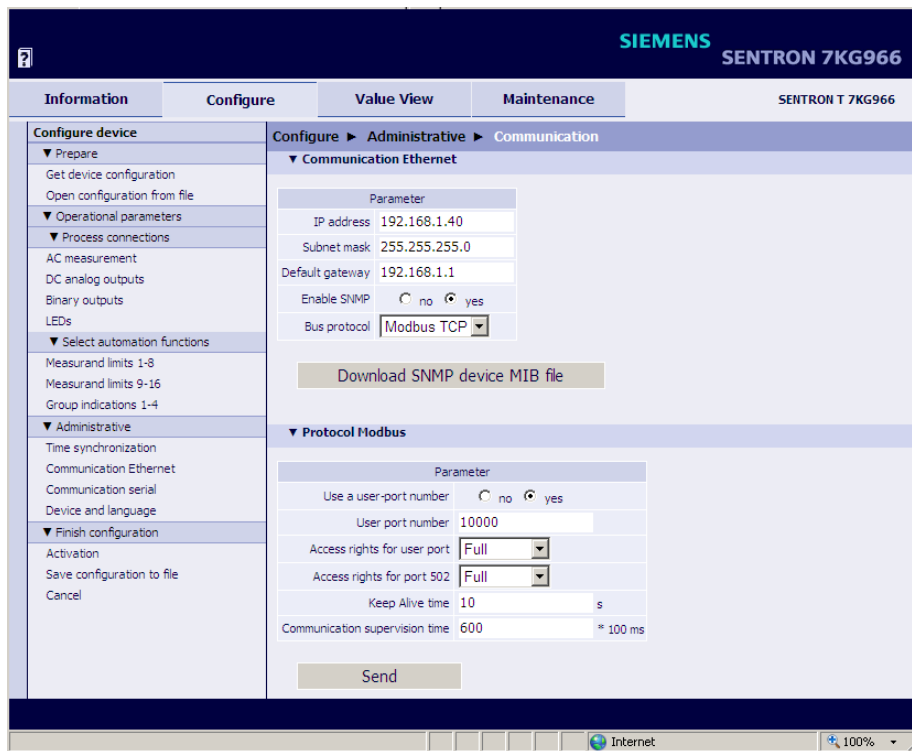 ?
SIEMENS
SENTRON 7KG966
Information
Configure
Value View
Maintenance
SENTRON T 7KG966
Configure device
▼ Prepare
Get device configuration
Open configuration from file
▼ Operational parameters
▼ Process connections
AC measurement
DC analog outputs
Binary outputs
LEDs
▼ Select automation functions
Measurand limits 1-8
Measurand limits 9-16
Group indications 1-4
▼ Administrative
Time synchronization
Communication Ethernet
Communication serial
Device and language
▼ Finish configuration
Activation
Save configuration to file
Cancel
Configure ► Administrative ► Communication
▼ Communication Ethernet
Parameter
IP address 192.168.1.40
Subnet mask 255.255.255.0
Default gateway 192.168.1.1
Enable SNMP no yes
Bus protocol Modbus TCP
Download SNMP device MIB file
▼ Protocol Modbus
Parameter
Use a user-port number no yes
User port number 10000
Access rights for user port Full
Access rights for port 502 Full
Keep Alive time 10 s
Communication supervision time 600 * 100 ms
Send
Internet
100%